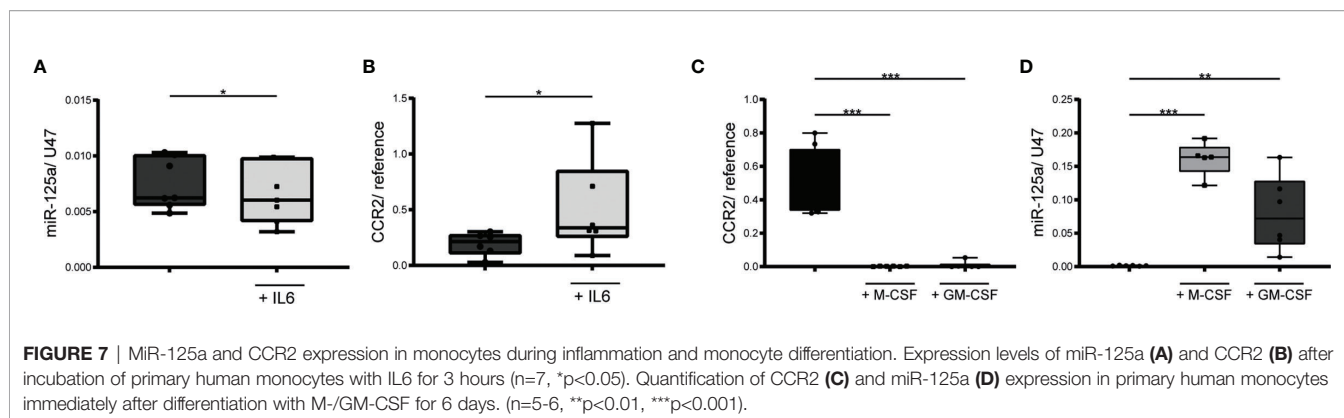 A
B
C
D
*
*
***
***
**
***
miR-125a/ U47
0.015
0.010
0.005
0.000
+ IL6
CCR2/ reference
1.5
1.0
0.5
0.0
+ IL6
CCR2/ reference
1.0
0.8
0.6
0.4
0.2
0.0
+ M-CSF + GM-CSF
miR-125a/ U47
0.25
0.20
0.15
0.10
0.05
0.00
+ M-CSF + GM-CSF
FIGURE 7 | MiR-125a and CCR2 expression in monocytes during inflammation and monocyte differentiation. Expression levels of miR-125a (A) and CCR2 (B) after
incubation of primary human monocytes with IL6 for 3 hours (n=7, *p<0.05). Quantification of CCR2 (C) and miR-125a (D) expression in primary human monocytes
immediately after differentiation with M-/GM-CSF for 6 days. (n=5-6, **p<0.01, ***p<0.001).